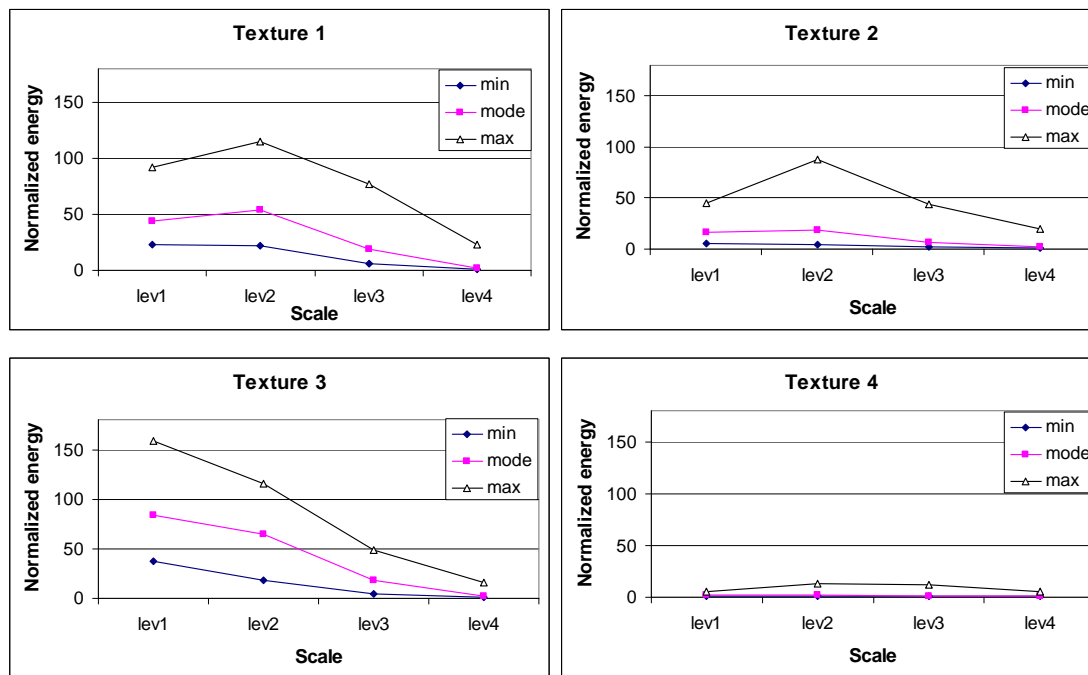 Texture 1
Normalized energy
150
100
50
0
lev1 lev2 lev3 lev4
Scale
min
mode
max
Texture 2
Normalized energy
150
100
50
0
lev1 lev2 lev3 lev4
Scale
min
mode
max
Texture 3
Normalized energy
150
100
50
0
lev1 lev2 lev3 lev4
Scale
min
mode
max
Texture 4
Normalized energy
150
100
50
0
lev1 lev2 lev3 lev4
Scale
min
mode
max